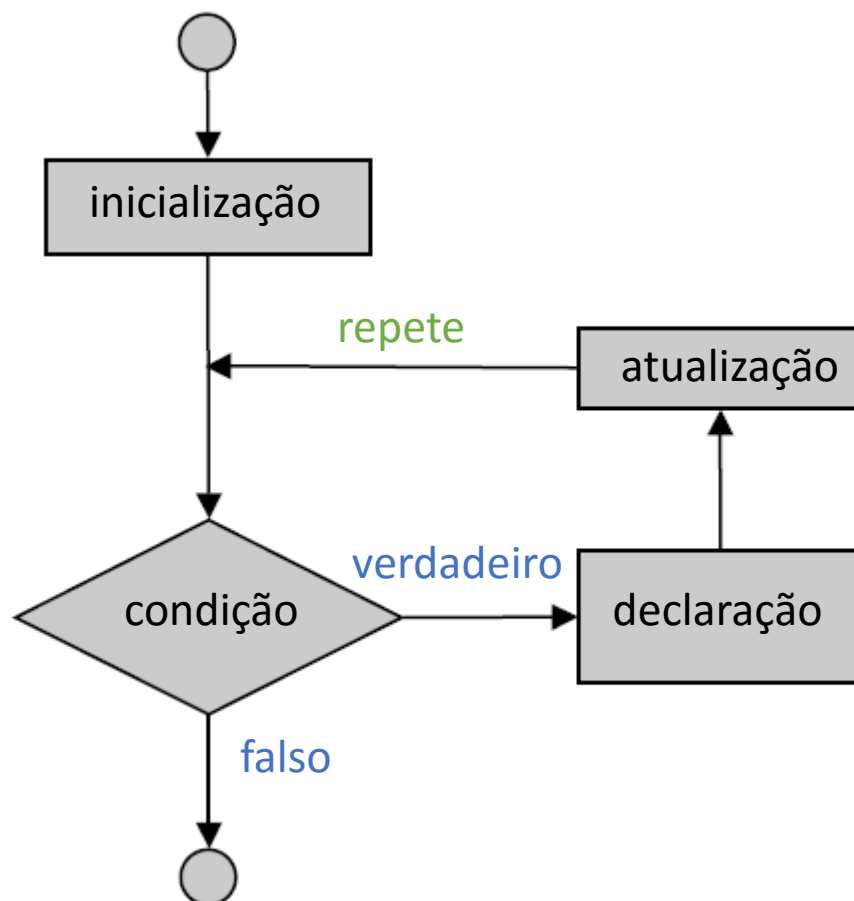 inicialização
repete
atualização
verdadeiro
condição
declaração
falso